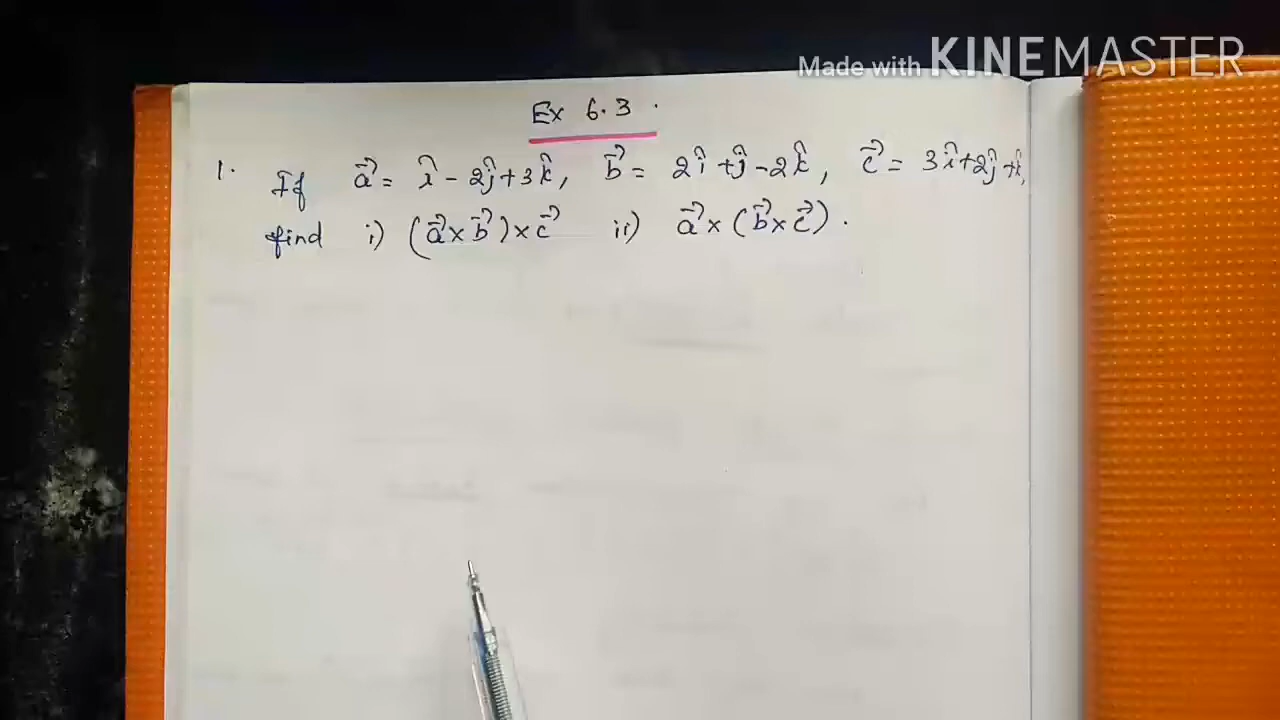 Made with KINEMASTER
Ex 6.3.
1. If a⃗ = î - 2ĵ + 3k̂, b⃗ = 2î + ĵ - 2k̂, c⃗ = 3î + 2ĵ + k̂,
find i) (a⃗ × b⃗) × c⃗ ii) a⃗ × (b⃗ × c⃗).